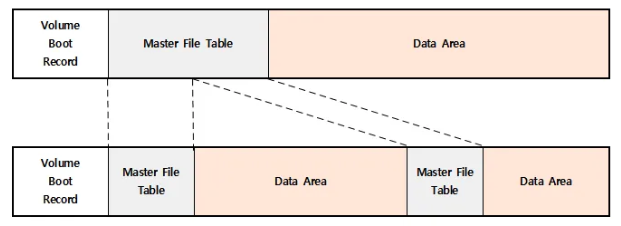 Volume
Boot
Record
Master File Table
Data Area
Volume
Boot
Record
Master File
Table
Data Area
Master File
Table
Data Area